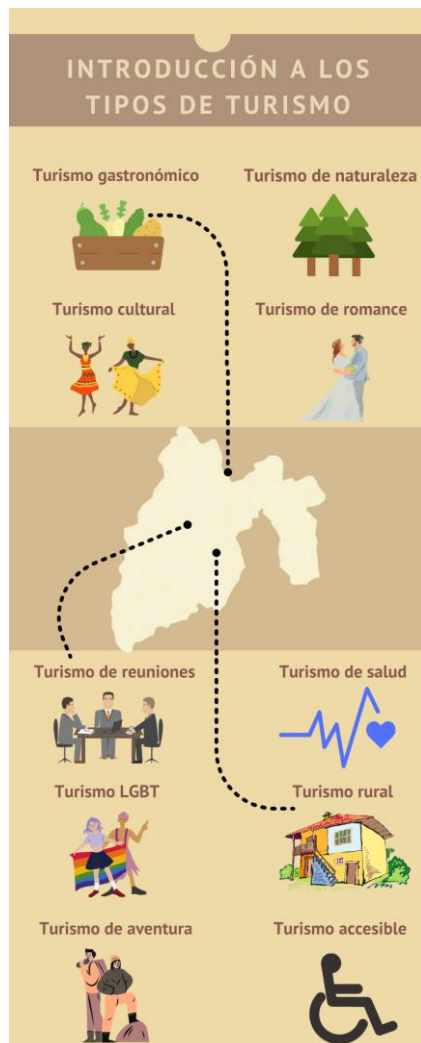 INTRODUCCIÓN A LOS
TIPOS DE TURISMO
Turismo gastronómico
Turismo de naturaleza
Turismo cultural
Turismo de romance
Turismo de reuniones
Turismo de salud
Turismo LGBT
Turismo rural
Turismo de aventura
Turismo accesible